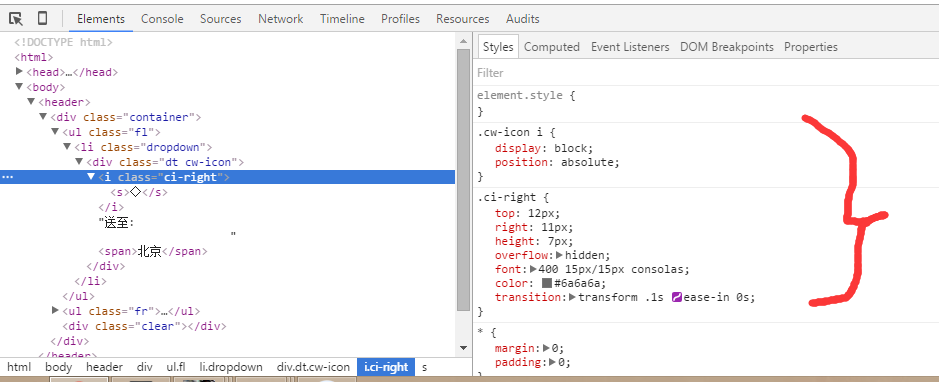 Elements Console Sources Network Timeline Profiles Resources Audits
<!DOCTYPE html>
<html>
<head>…</head>
<body>
<header>
<div class="container">
<ul class="fl">
<li class="dropdown">
<div class="dt cw-icon">
… <i class="ci-right">
<s>◇</s>
</i>
"送至:
"
<span>北京</span>
</div>
</li>
</ul>
<ul class="fr">…</ul>
<div class="clear"></div>
</header>
html body header div ul.fl li.dropdown div.dt.cw-icon i.ci-right s
Styles Computed Event Listeners DOM Breakpoints Properties
Filter
element.style {
}
.cw-icon i {
display: block;
position: absolute;
}
.ci-right {
top: 12px;
right: 11px;
height: 7px;
overflow: hidden;
font: 400 15px/15px consolas;
color: #6a6a6a;
transition: transform .1s ease-in 0s;
}
* {
margin: 0;
padding: 0;
}